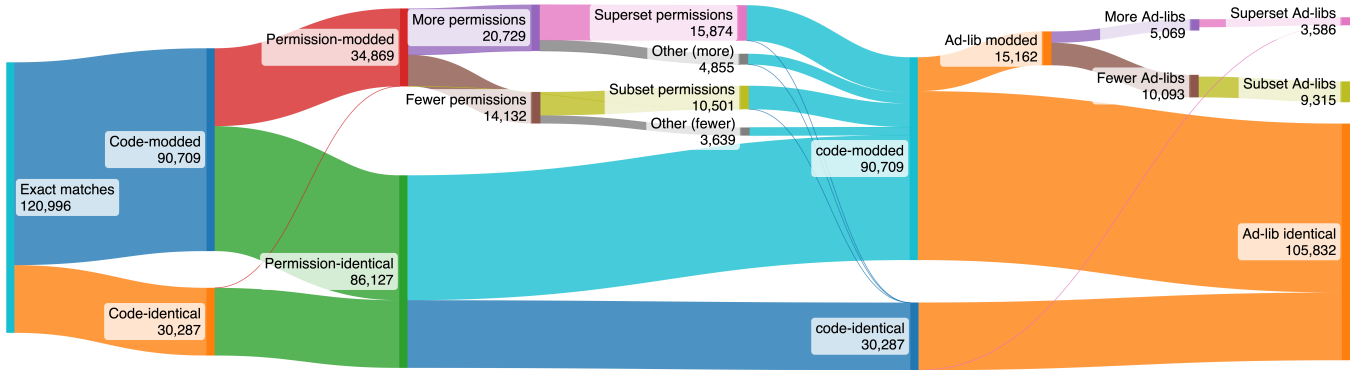 Exact matches
120,996
Code-modded
90,709
Code-identical
30,287
Permission-modded
34,869
Permission-identical
86,127
More permissions
20,729
Fewer permissions
14,132
Superset permissions
15,874
Other (more)
4,855
Subset permissions
10,501
Other (fewer)
3,639
code-modded
90,709
code-identical
30,287
Ad-lib modded
15,162
More Ad-libs
5,069
Fewer Ad-libs
10,093
Superset Ad-libs
3,586
Subset Ad-libs
9,315
Ad-lib identical
105,832